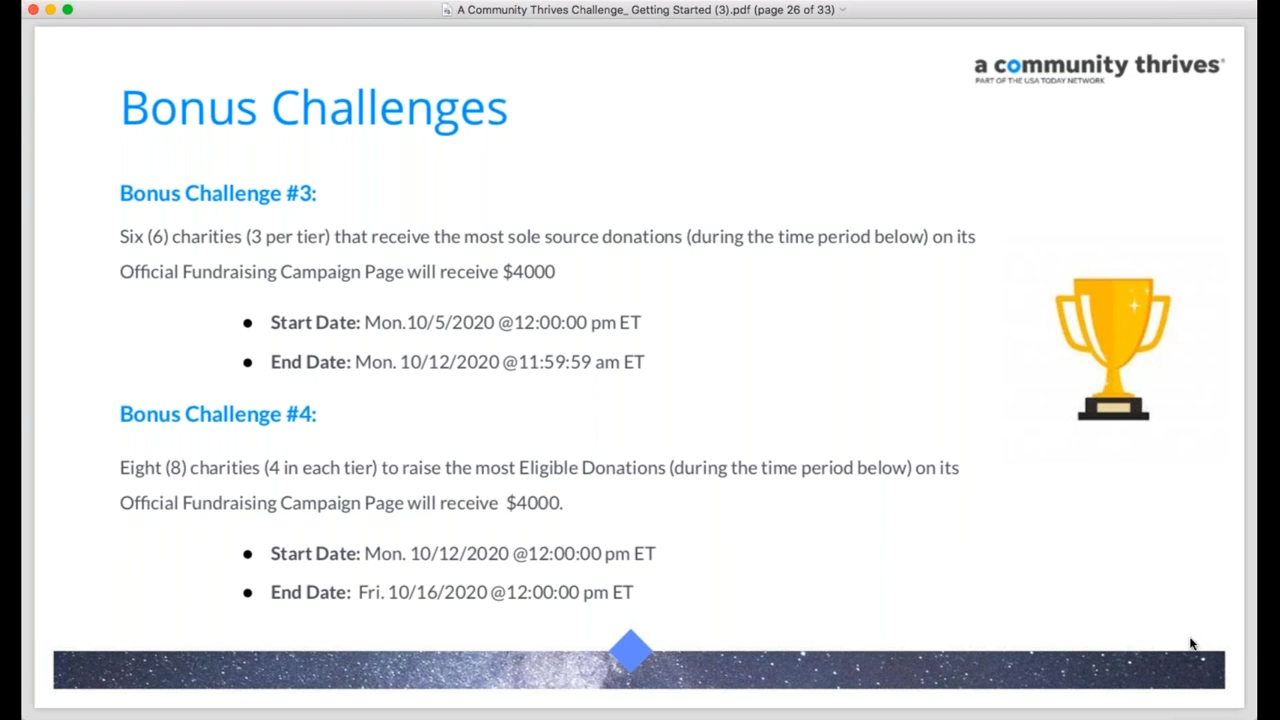 A Community Thrives Challenge_ Getting Started (3).pdf (page 26 of 33)
a community thrives
PART OF THE USA TODAY NETWORK
Bonus Challenges
Bonus Challenge #3:
Six (6) charities (3 per tier) that receive the most sole source donations (during the time period below) on its
Official Fundraising Campaign Page will receive $4000
● Start Date: Mon.10/5/2020 @12:00:00 pm ET
● End Date: Mon. 10/12/2020 @11:59:59 am ET
Bonus Challenge #4:
Eight (8) charities (4 in each tier) to raise the most Eligible Donations (during the time period below) on its
Official Fundraising Campaign Page will receive $4000.
● Start Date: Mon. 10/12/2020 @12:00:00 pm ET
● End Date: Fri. 10/16/2020 @12:00:00 pm ET